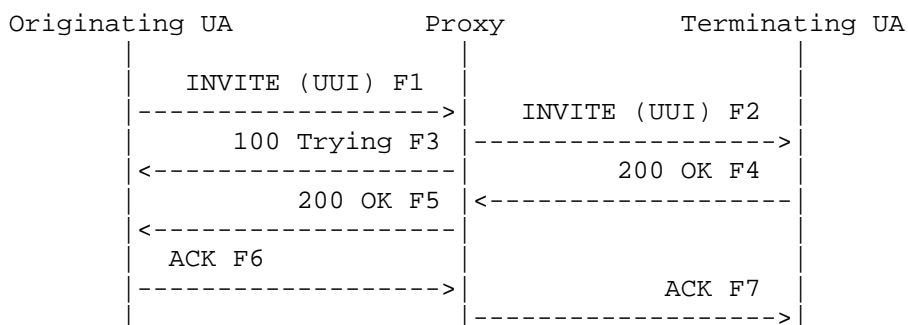 Originating UA Proxy Terminating UA
INVITE (UUI) F1
INVITE (UUI) F2
100 Trying F3
200 OK F4
200 OK F5
ACK F6
ACK F7